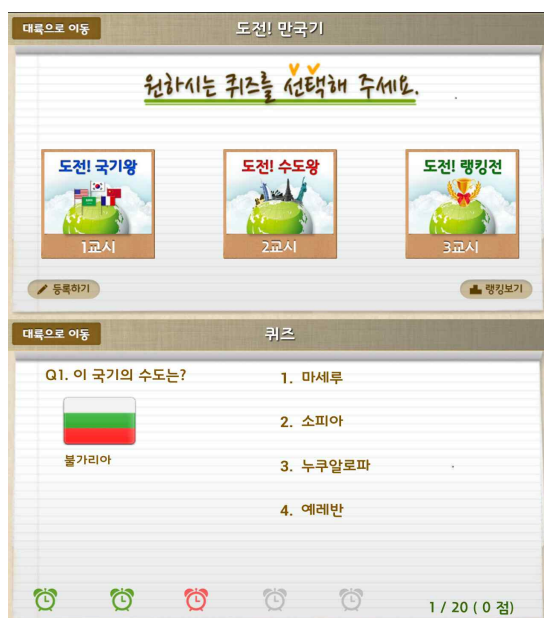 대륙으로 이동
도전! 만국기
원하시는 퀴즈를 선택해 주세요.
도전! 국기왕
1교시
도전! 수도왕
2교시
도전! 랭킹전
3교시
등록하기
랭킹보기
대륙으로 이동
퀴즈
Q1. 이 국기의 수도는?
불가리아
1. 마세루
2. 소피아
3. 누쿠알로파
4. 예레반
1 / 20 ( 0 점)